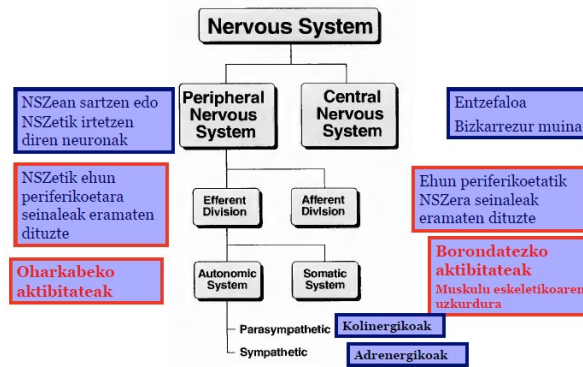 Nervous System
NSZean sartzen edo
NSZetik irtetzen
diren neuronak
Peripheral
Nervous
System
Central
Nervous
System
Entzefaloa
Bizkarrezur muina
NSZetik ehun
periferikoetara
seinaleak eramaten
dituzte
Efferent
Division
Afferent
Division
Ehun periferikoetatik
NSZera seinaleak
eramaten dituzte
Oharkabeko
aktibitateak
Autonomic
System
Somatic
System
Borondatezko
aktibitateak
Muskulu eskeletikoaren
uzkurdura
Parasympathetic
Kolinergikoak
Sympathetic
Adrenergikoak